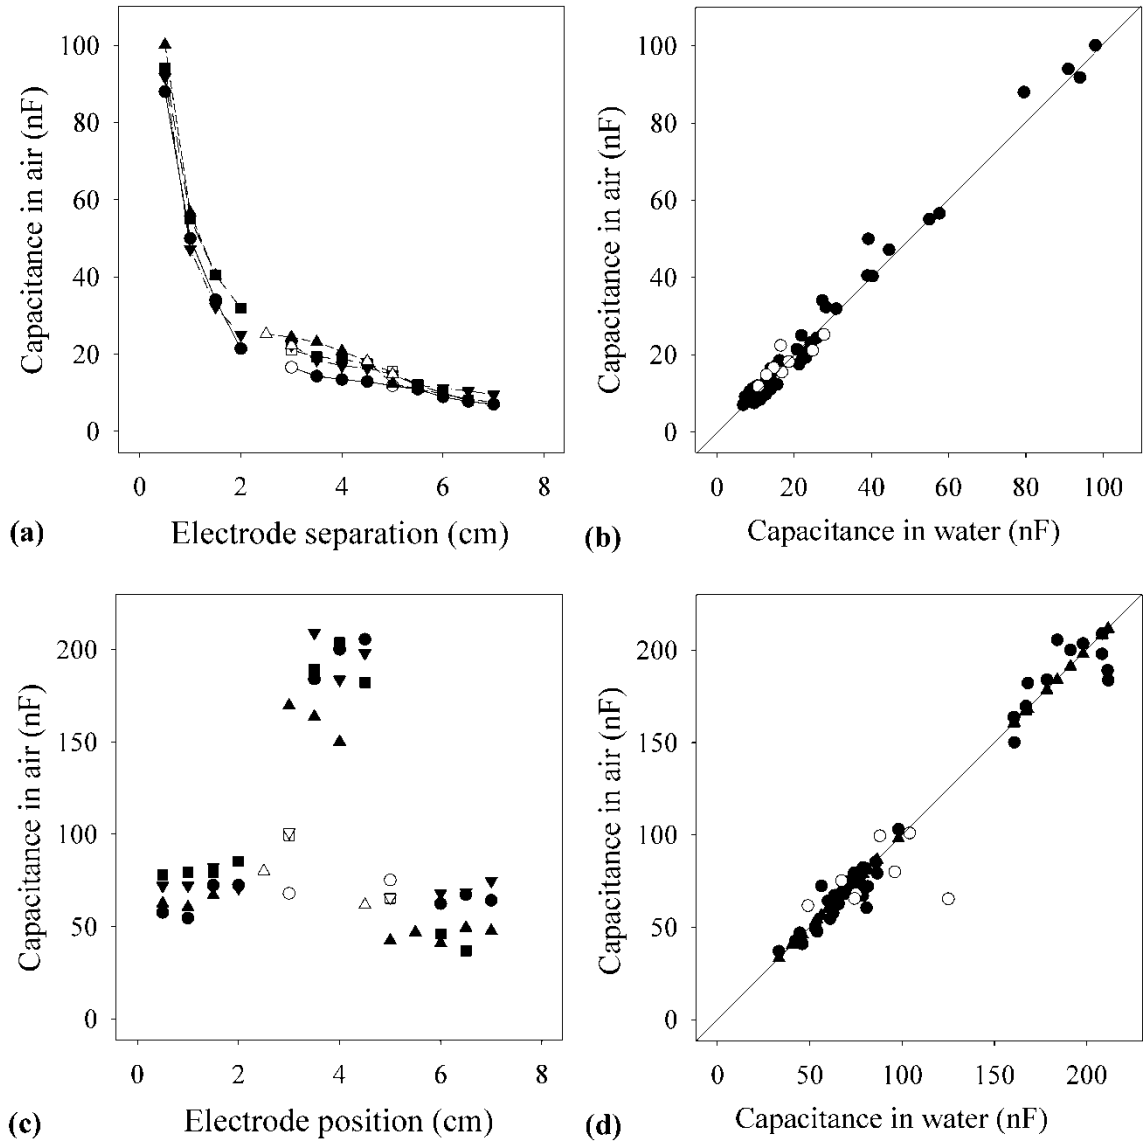 Capacitance in air (nF)
100
80
60
40
20
0
0 2 4 6 8
(a) Electrode separation (cm)
Capacitance in air (nF)
100
80
60
40
20
0
0 20 40 60 80 100
(b) Capacitance in water (nF)
Capacitance in air (nF)
200
150
100
50
0
0 2 4 6 8
(c) Electrode position (cm)
Capacitance in air (nF)
200
150
100
50
0
0 50 100 150 200
(d) Capacitance in water (nF)